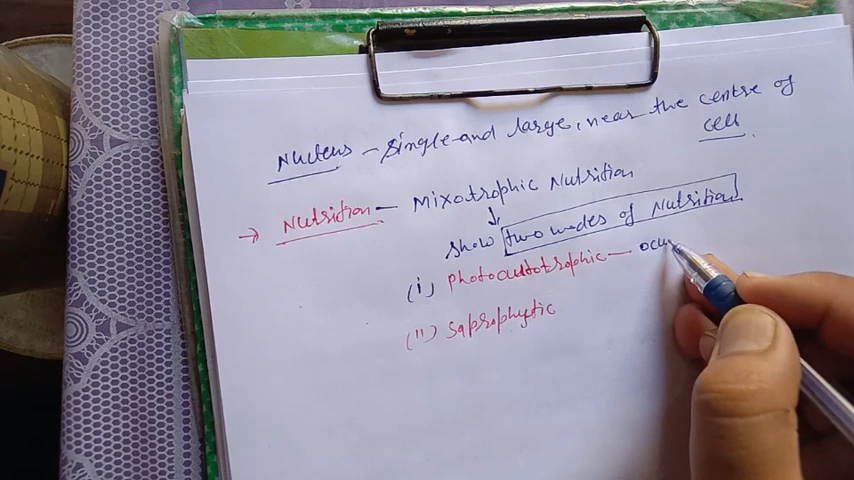 Nucleus - single and large, near the centre of
cell.
→ Nutrition - Mixotrophic Nutrition
↓
show two modes of Nutrition
(i) photoautotrophic - occu
(ii) saprophytic